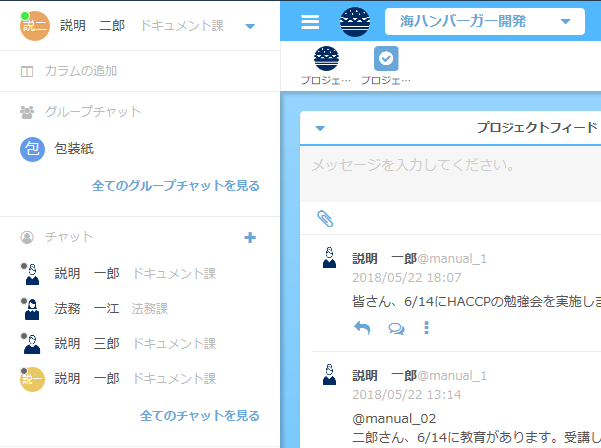 説二 説明　二郎 ドキュメント課
カラムの追加
グループチャット
包 包装紙
全てのグループチャットを見る
チャット
説明　一郎 ドキュメント課
法務　一江 法務課
説明　三郎 ドキュメント課
説一 説明　一郎 ドキュメント課
全てのチャットを見る
海ハンバーガー開発
プロジェ… プロジェ…
プロジェクトフィード
メッセージを入力してください。
説明　一郎@manual_1
2018/05/22 18:07
皆さん、6/14にHACCPの勉強会を実施しま
説明　一郎@manual_1
2018/05/22 13:14
@manual_02
二郎さん、6/14に教育があります。受講し